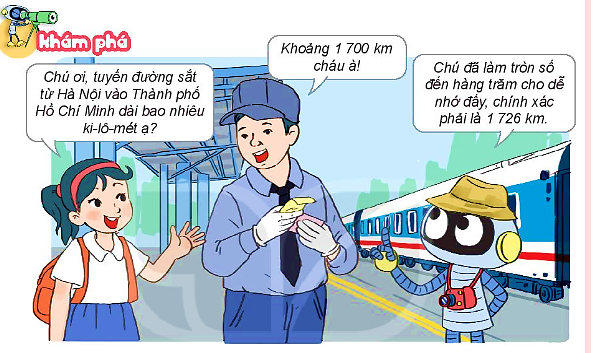 Khám phá
Chú ơi, tuyến đường sắt
từ Hà Nội vào Thành phố
Hồ Chí Minh dài bao nhiêu
ki-lô-mét ạ?
Khoảng 1 700 km
cháu à!
Chú đã làm tròn số
đến hàng trăm cho dễ
nhớ đấy, chính xác
phải là 1 726 km.